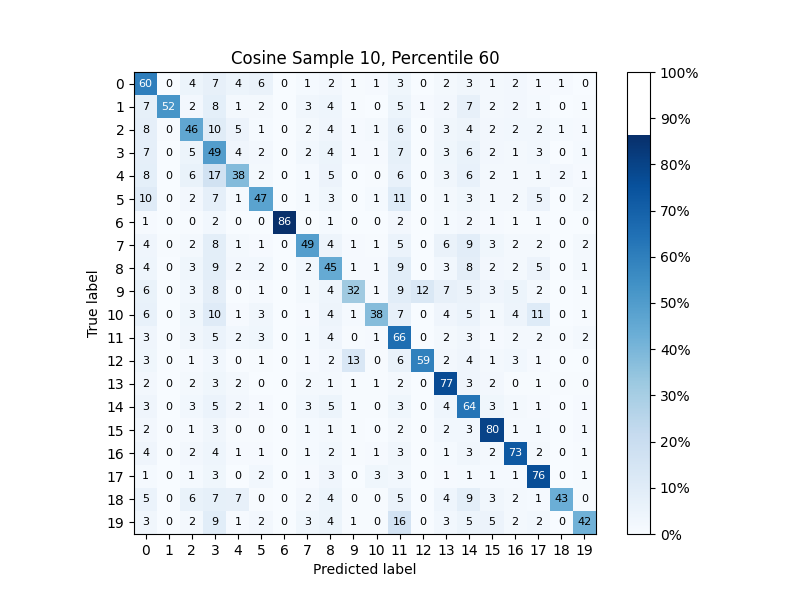 Cosine Sample 10, Percentile 60
0 60 0 4 7 4 6 0 1 2 1 1 3 0 2 3 1 2 1 1 0
1 7 52 2 8 1 2 0 3 4 1 0 5 1 2 7 2 2 1 0 1
2 8 0 46 10 5 1 0 2 4 1 1 6 0 3 4 2 2 2 1 1
3 7 0 5 49 4 2 0 2 4 1 1 7 0 3 6 2 1 3 0 1
4 8 0 6 17 38 2 0 1 5 0 0 6 0 3 6 2 1 1 2 1
5 10 0 2 7 1 47 0 1 3 0 1 11 0 1 3 1 2 5 0 2
6 1 0 0 2 0 0 86 0 1 0 0 2 0 1 2 1 1 1 0 0
7 4 0 2 8 1 1 0 49 4 1 1 5 0 6 9 3 2 2 0 2
8 4 0 3 9 2 2 0 2 45 1 1 9 0 3 8 2 2 5 0 1
9 6 0 3 8 0 1 0 1 4 32 1 9 12 7 5 3 5 2 0 1
10 6 0 3 10 1 3 0 1 4 1 38 7 0 4 5 1 4 11 0 1
11 3 0 3 5 2 3 0 1 4 0 1 66 0 2 3 1 2 2 0 2
12 3 0 1 3 0 1 0 1 2 13 0 6 59 2 4 1 3 1 0 0
13 2 0 2 3 2 0 0 2 1 1 1 2 0 77 3 2 0 1 0 0
14 3 0 3 5 2 1 0 3 5 1 0 3 0 4 64 3 1 1 0 1
15 2 0 1 3 0 0 0 1 1 1 0 2 0 2 3 80 1 1 0 1
16 4 0 2 4 1 1 0 1 2 1 1 3 0 1 3 2 73 2 0 1
17 1 0 1 3 0 2 0 1 3 0 3 3 0 1 1 1 1 76 0 1
18 5 0 6 7 7 0 0 2 4 0 0 5 0 4 9 3 2 1 43 0
19 3 0 2 9 1 2 0 3 4 1 0 16 0 3 5 5 2 2 0 42
0 1 2 3 4 5 6 7 8 9 10 11 12 13 14 15 16 17 18 19
Predicted label
True label
100%
90%
80%
70%
60%
50%
40%
30%
20%
10%
0%